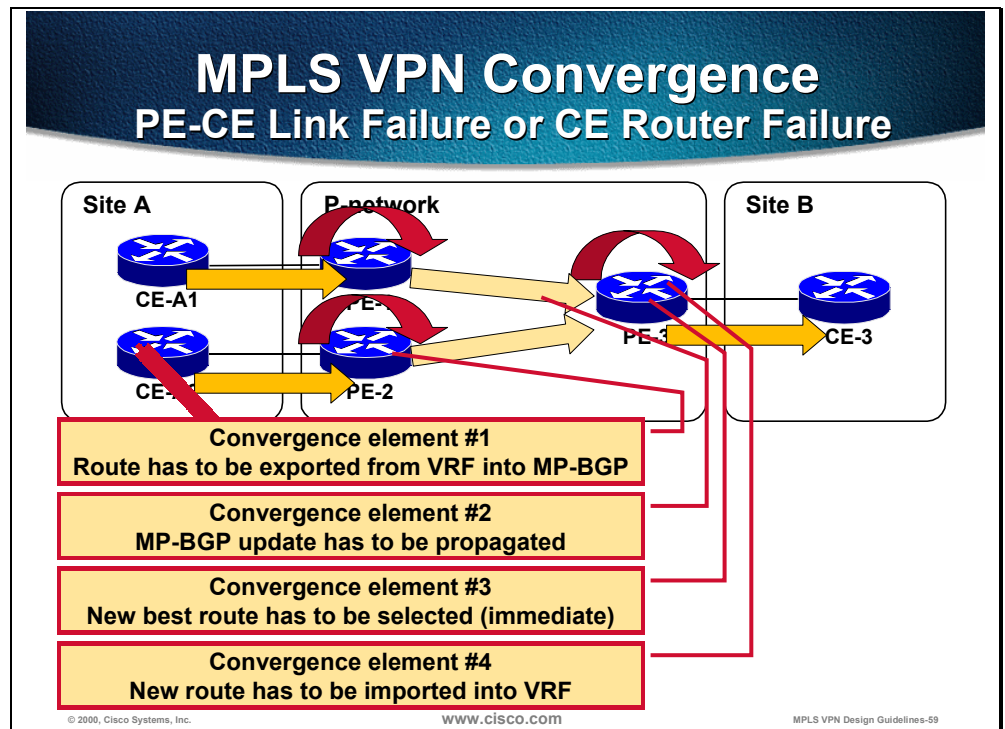 MPLS VPN Convergence
PE-CE Link Failure or CE Router Failure
Site A
P-network
Site B
CE-A1
PE-3
CE-3
PE-2
Convergence element #1
Route has to be exported from VRF into MP-BGP
Convergence element #2
MP-BGP update has to be propagated
Convergence element #3
New best route has to be selected (immediate)
Convergence element #4
New route has to be imported into VRF
© 2000, Cisco Systems, Inc.
www.cisco.com
MPLS VPN Design Guidelines-59